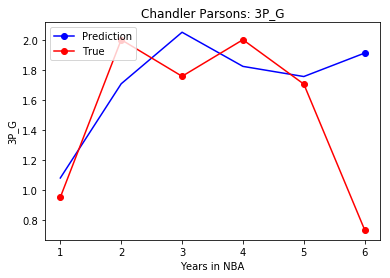 Chandler Parsons: 3P_G
Prediction
True
2.0
1.8
1.6
1.4
1.2
1.0
0.8
3P_G
1 2 3 4 5 6
Years in NBA